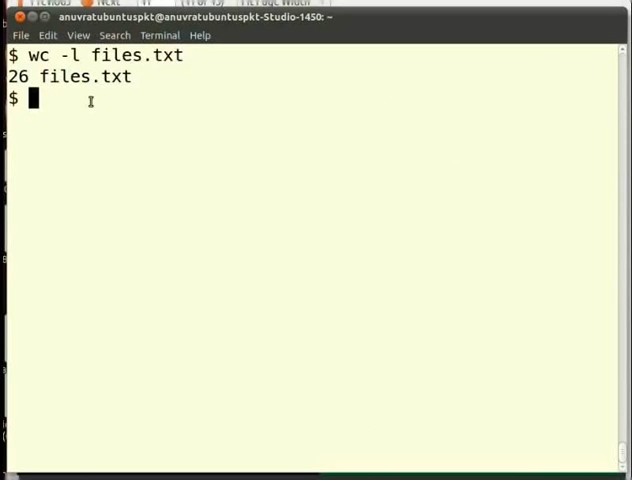 anuvratubuntuspkt@anuvratubuntuspkt-Studio-1450: ~
File Edit View Search Terminal Help
$ wc -l files.txt
26 files.txt
$